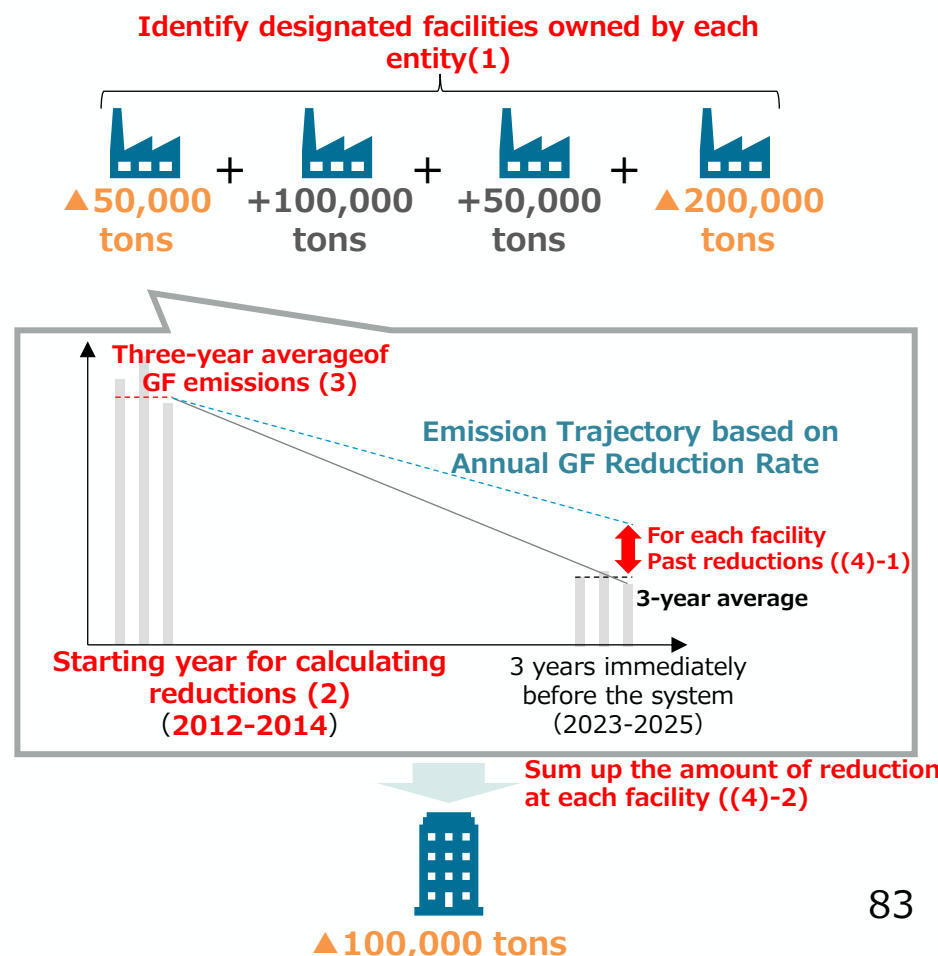 Identify designated facilities owned by each
entity(1)
▲50,000
tons
+
+100,000
tons
+
+50,000
tons
+
▲200,000
tons
Three-year averageof
GF emissions (3)
Emission Trajectory based on
Annual GF Reduction Rate
For each facility
Past reductions ((4)-1)
3-year average
Starting year for calculating
reductions (2)
（2012-2014）
3 years immediately
before the system
（2023-2025）
Sum up the amount of reduction
at each facility ((4)-2)
83
▲100,000 tons